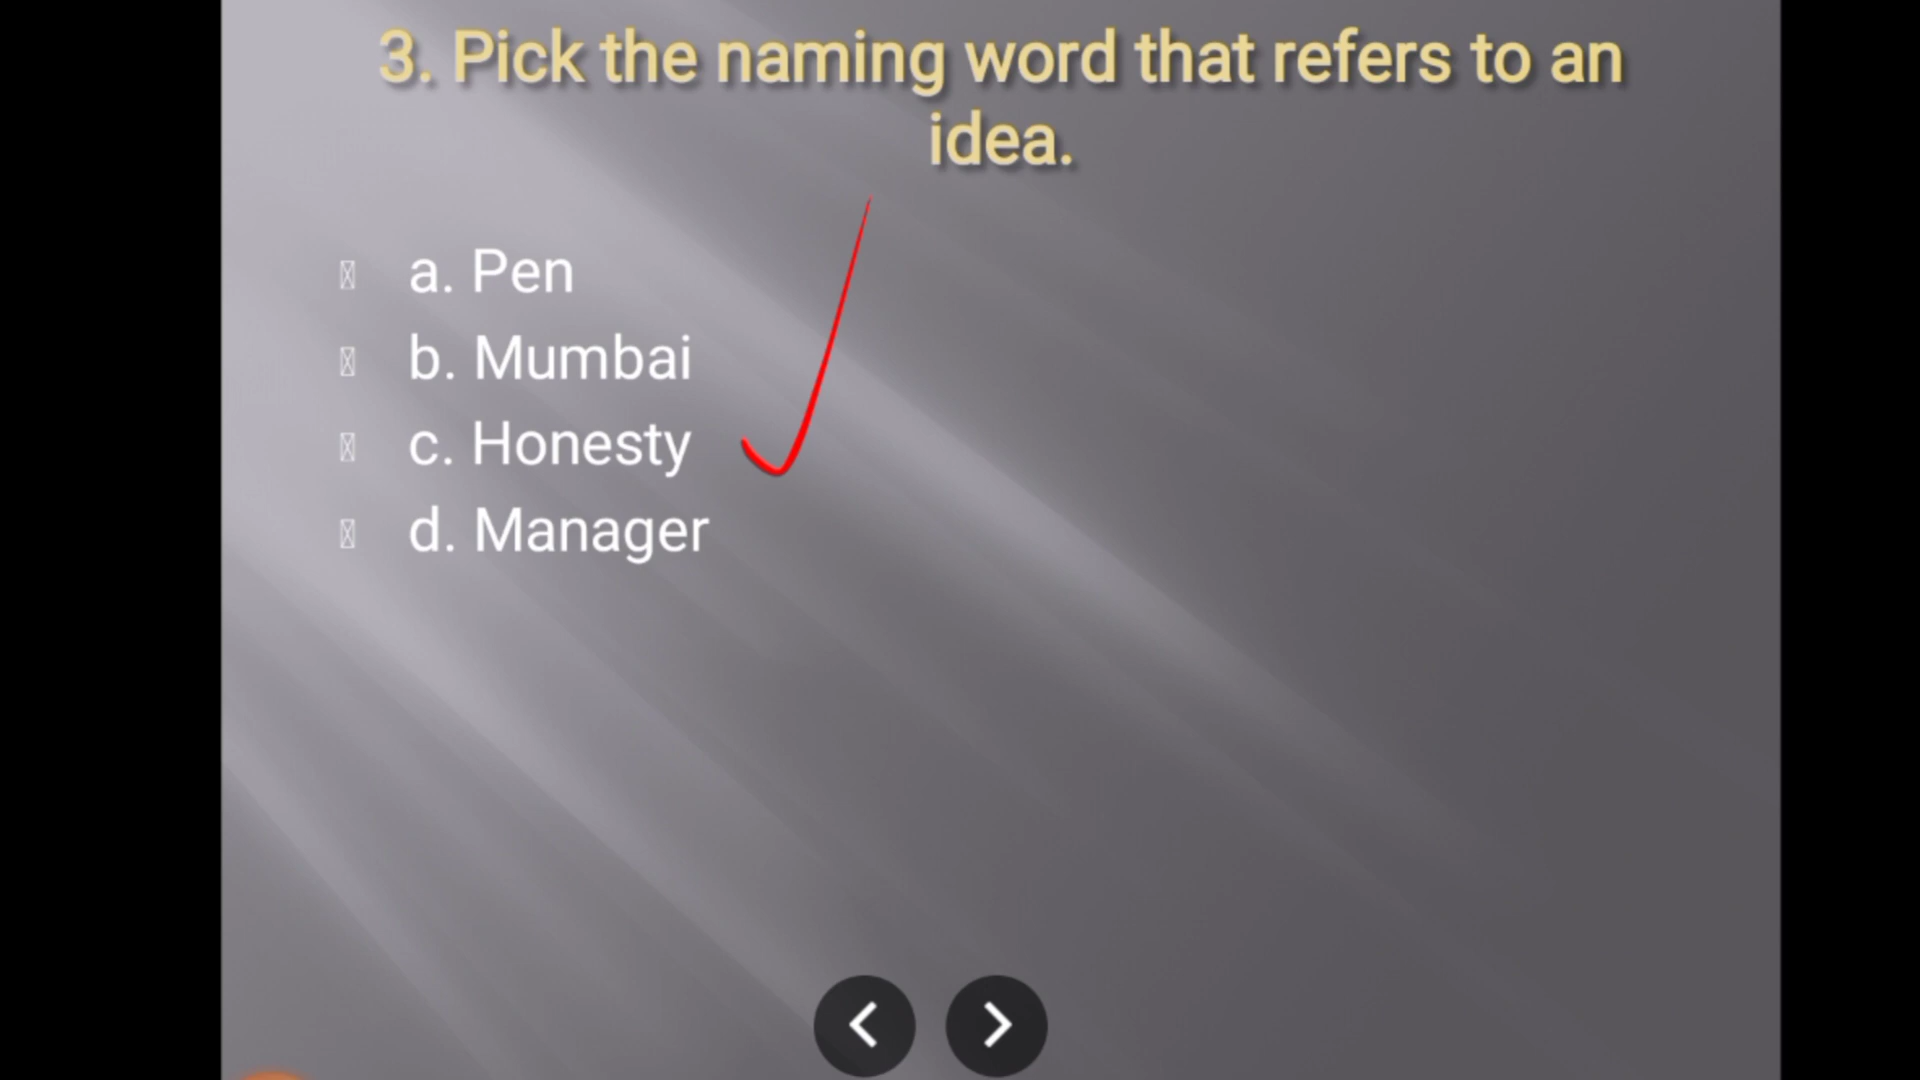 3. Pick the naming word that refers to an
idea.
a. Pen
b. Mumbai
c. Honesty
d. Manager